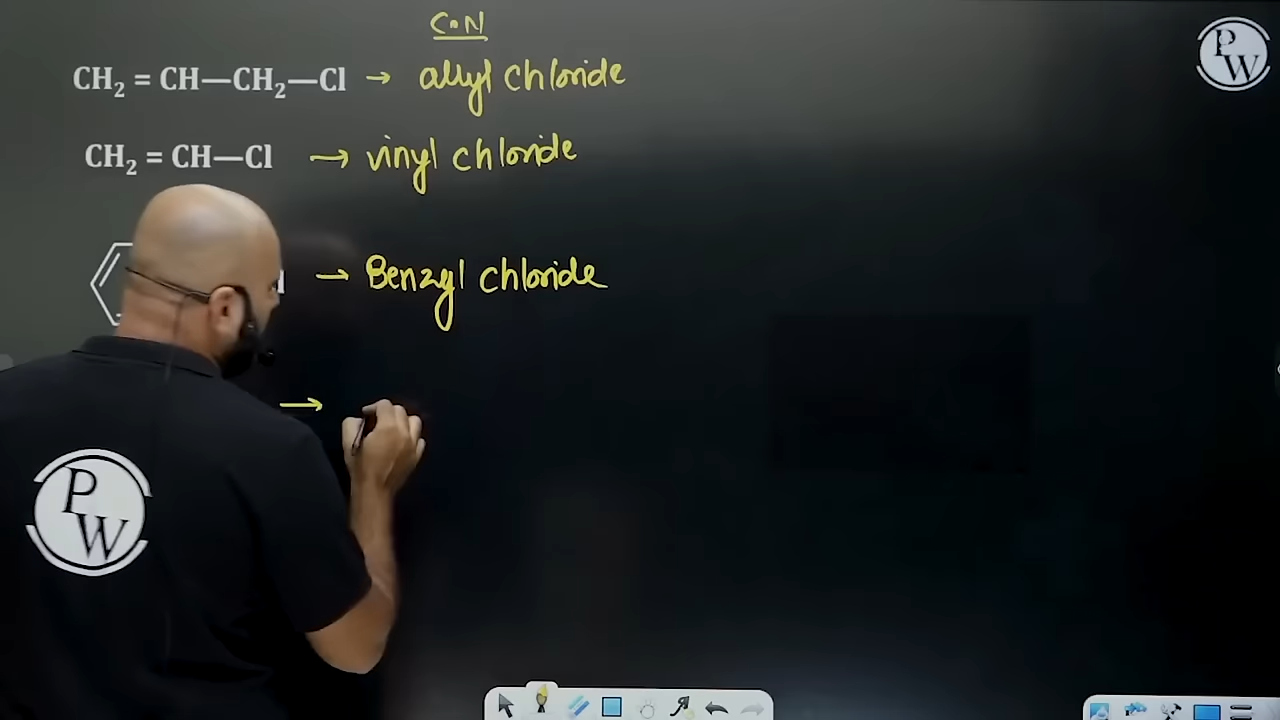 C.N
CH₂ = CH—CH₂—Cl → allyl chloride
CH₂ = CH—Cl → vinyl chloride
→ Benzyl chloride
→
PW
PW